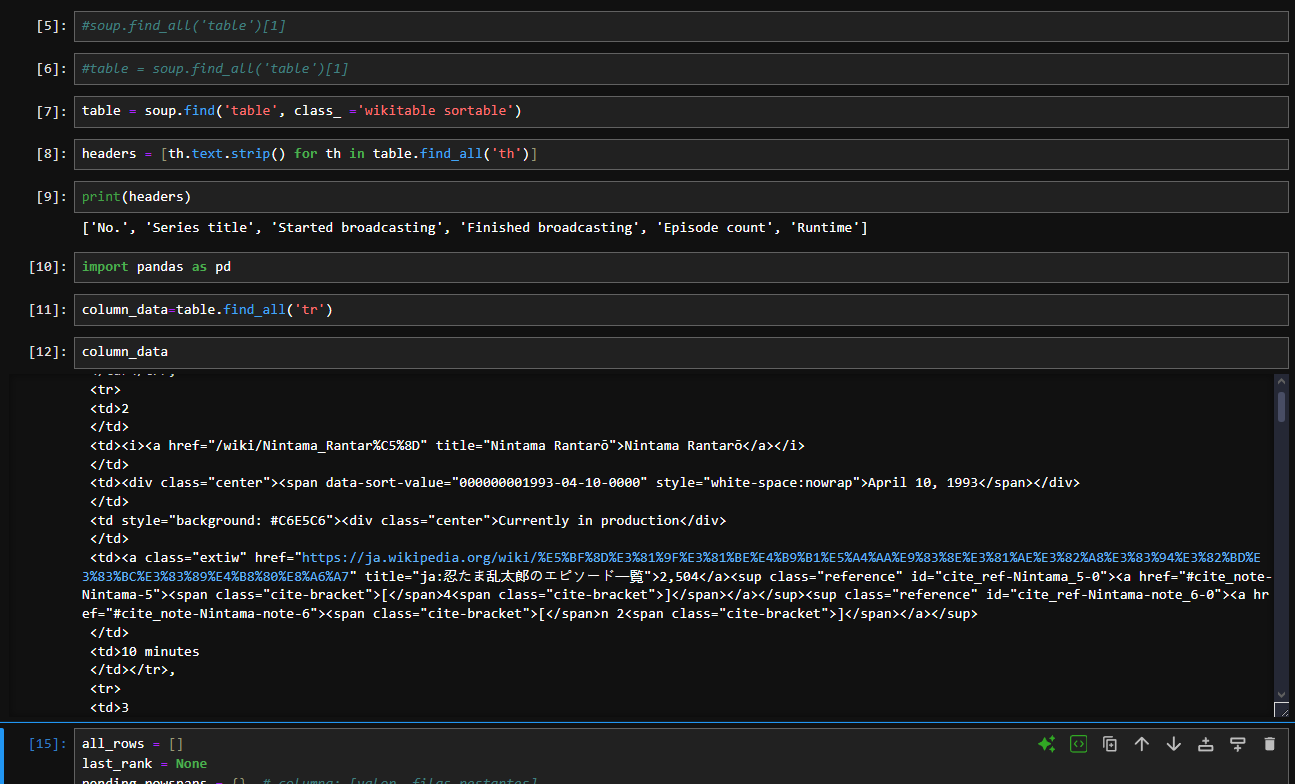 [5]: #soup.find_all('table')[1]
[6]: #table = soup.find_all('table')[1]
[7]: table = soup.find('table', class_ ='wikitable sortable')
[8]: headers = [th.text.strip() for th in table.find_all('th')]
[9]: print(headers)
['No.', 'Series title', 'Started broadcasting', 'Finished broadcasting', 'Episode count', 'Runtime']
[10]: import pandas as pd
[11]: column_data=table.find_all('tr')
[12]: column_data
<tr>
<td>2
</td>
<td><i><a href="/wiki/Nintama_Rantar%C5%8D" title="Nintama Rantarō">Nintama Rantarō</a></i>
</td>
<td><div class="center"><span data-sort-value="000000001993-04-10-0000" style="white-space:nowrap">April 10, 1993</span></div>
</td>
<td style="background: #C6E5C6"><div class="center">Currently in production</div>
</td>
<td><a class="extiw" href="https://ja.wikipedia.org/wiki/%E5%BF%8D%E3%81%9F%E3%81%BE%E4%B9%B1%E5%A4%AA%E9%83%8E%E3%81%AE%E3%82%A8%E3%83%94%E3%82%BD%E
3%83%BC%E3%83%89%E4%B8%80%E8%A6%A7" title="ja:忍たま乱太郎のエピソード一覧">2,504</a><sup class="reference" id="cite_ref-Nintama_5-0"><a href="#cite_note-
Nintama-5"><span class="cite-bracket">[</span>4<span class="cite-bracket">]</span></a></sup><sup class="reference" id="cite_ref-Nintama-note_6-0"><a hr
ef="#cite_note-Nintama-note-6"><span class="cite-bracket">[</span>n 2<span class="cite-bracket">]</span></a></sup>
</td>
<td>10 minutes
</td></tr>,
<tr>
<td>3
[15]: all_rows = []
last_rank = None
pending_rowspans = {} # columna: [valor, filas restantes]